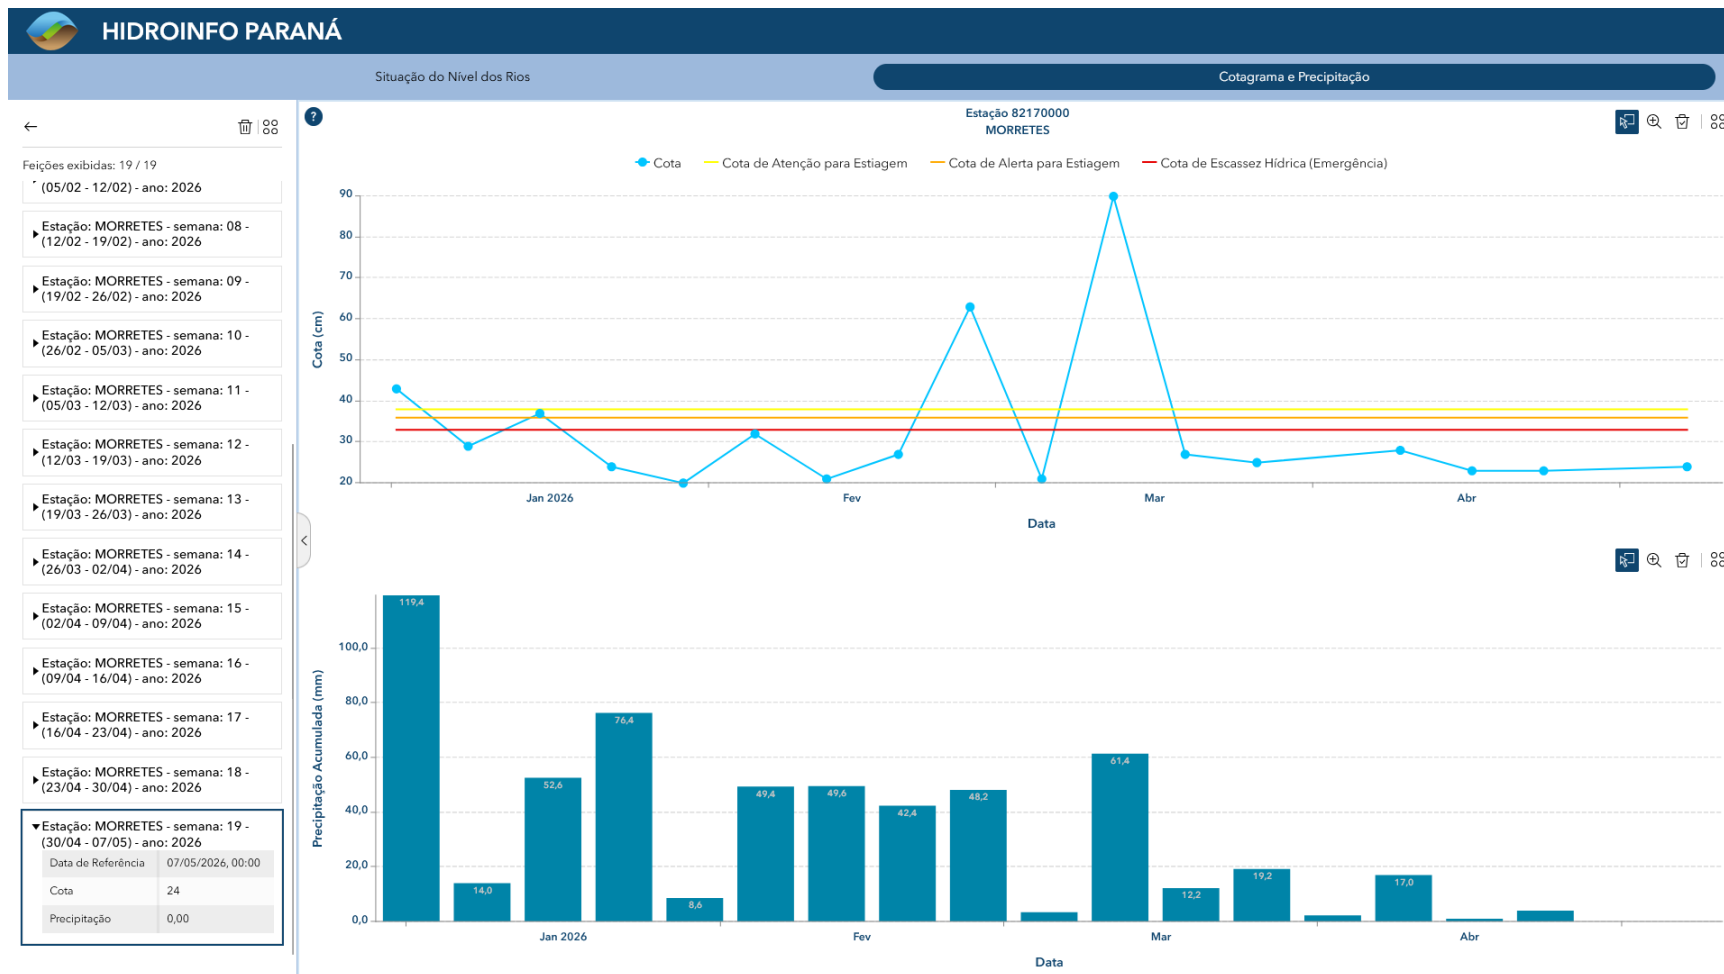 HIDROINFO PARANÁ
Situação do Nível dos Rios
Cotagrama e Precipitação
Feições exibidas: 19 / 19
(05/02 - 12/02) - ano: 2026
Estação: MORRETES - semana: 08 -
(12/02 - 19/02) - ano: 2026
Estação: MORRETES - semana: 09 -
(19/02 - 26/02) - ano: 2026
Estação: MORRETES - semana: 10 -
(26/02 - 05/03) - ano: 2026
Estação: MORRETES - semana: 11 -
(05/03 - 12/03) - ano: 2026
Estação: MORRETES - semana: 12 -
(12/03 - 19/03) - ano: 2026
Estação: MORRETES - semana: 13 -
(19/03 - 26/03) - ano: 2026
Estação: MORRETES - semana: 14 -
(26/03 - 02/04) - ano: 2026
Estação: MORRETES - semana: 15 -
(02/04 - 09/04) - ano: 2026
Estação: MORRETES - semana: 16 -
(09/04 - 16/04) - ano: 2026
Estação: MORRETES - semana: 17 -
(16/04 - 23/04) - ano: 2026
Estação: MORRETES - semana: 18 -
(23/04 - 30/04) - ano: 2026
Estação: MORRETES - semana: 19 -
(30/04 - 07/05) - ano: 2026
Data de Referência 07/05/2026, 00:00
Cota 24
Precipitação 0,00
?
Estação 82170000
MORRETES
Cota Cota de Atenção para Estiagem Cota de Alerta para Estiagem Cota de Escassez Hídrica (Emergência)
Cota (cm)
90
80
70
60
50
40
30
20
Jan 2026 Fev Mar Abr
Data
Precipitação Acumulada (mm)
100,0
80,0
60,0
40,0
20,0
0,0
119,4
14,0
52,6
76,4
8,6
49,4
49,6
42,4
48,2
61,4
12,2
19,2
17,0
Jan 2026 Fev Mar Abr
Data